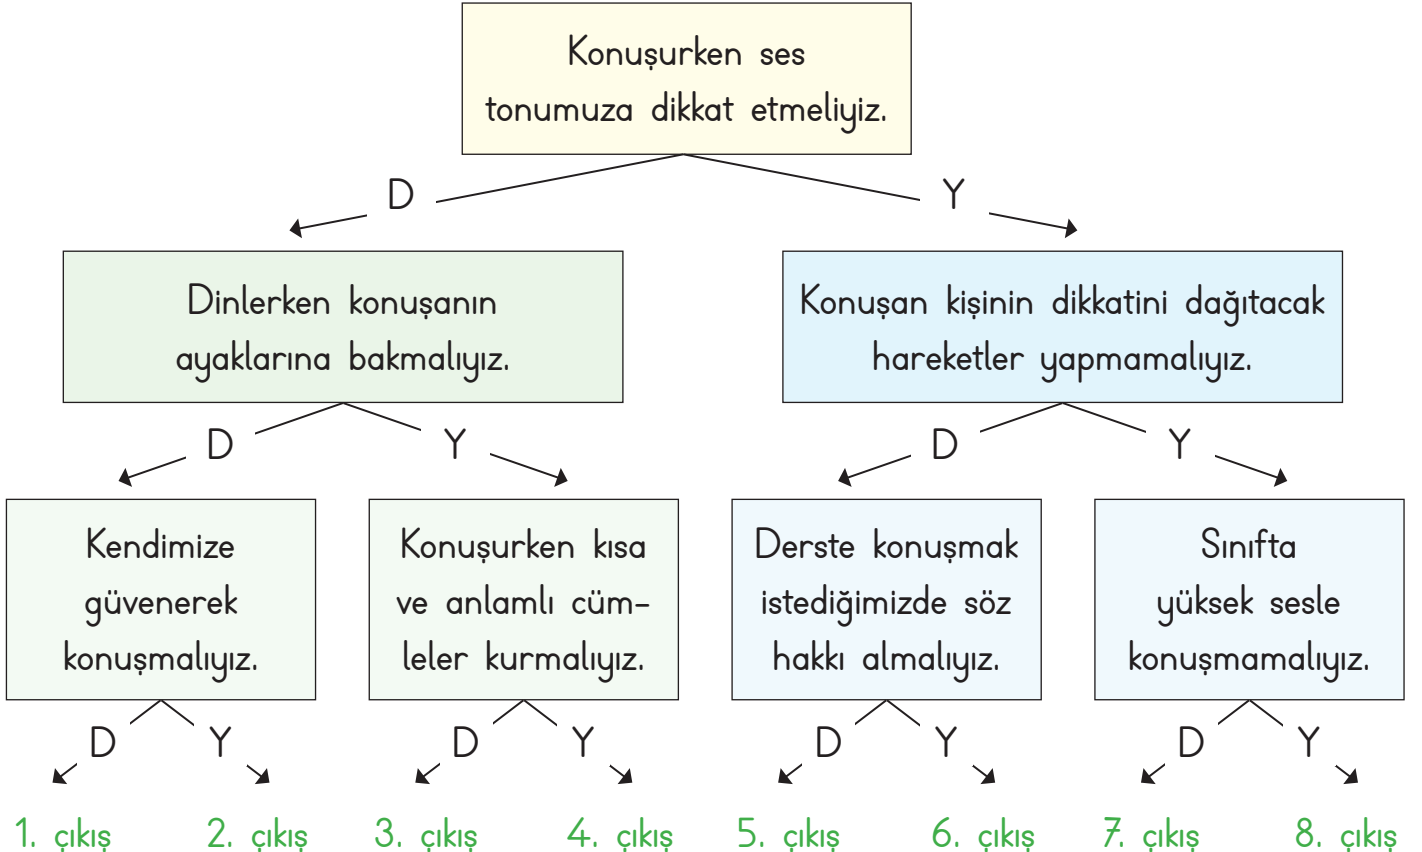 Konuşurken ses
tonumuza dikkat etmeliyiz.
D
Y
Dinlerken konuşanın
ayaklarına bakmalıyız.
Konuşan kişinin dikkatini dağıtacak
hareketler yapmamalıyız.
D
Y
D
Y
Kendimize
güvenerek
konuşmalıyız.
Konuşurken kısa
ve anlamlı cüm-
leler kurmalıyız.
Derste konuşmak
istediğimizde söz
hakkı almalıyız.
Sınıfta
yüksek sesle
konuşmamalıyız.
D
Y
D
Y
D
Y
D
Y
1. çıkış
2. çıkış
3. çıkış
4. çıkış
5. çıkış
6. çıkış
7. çıkış
8. çıkış